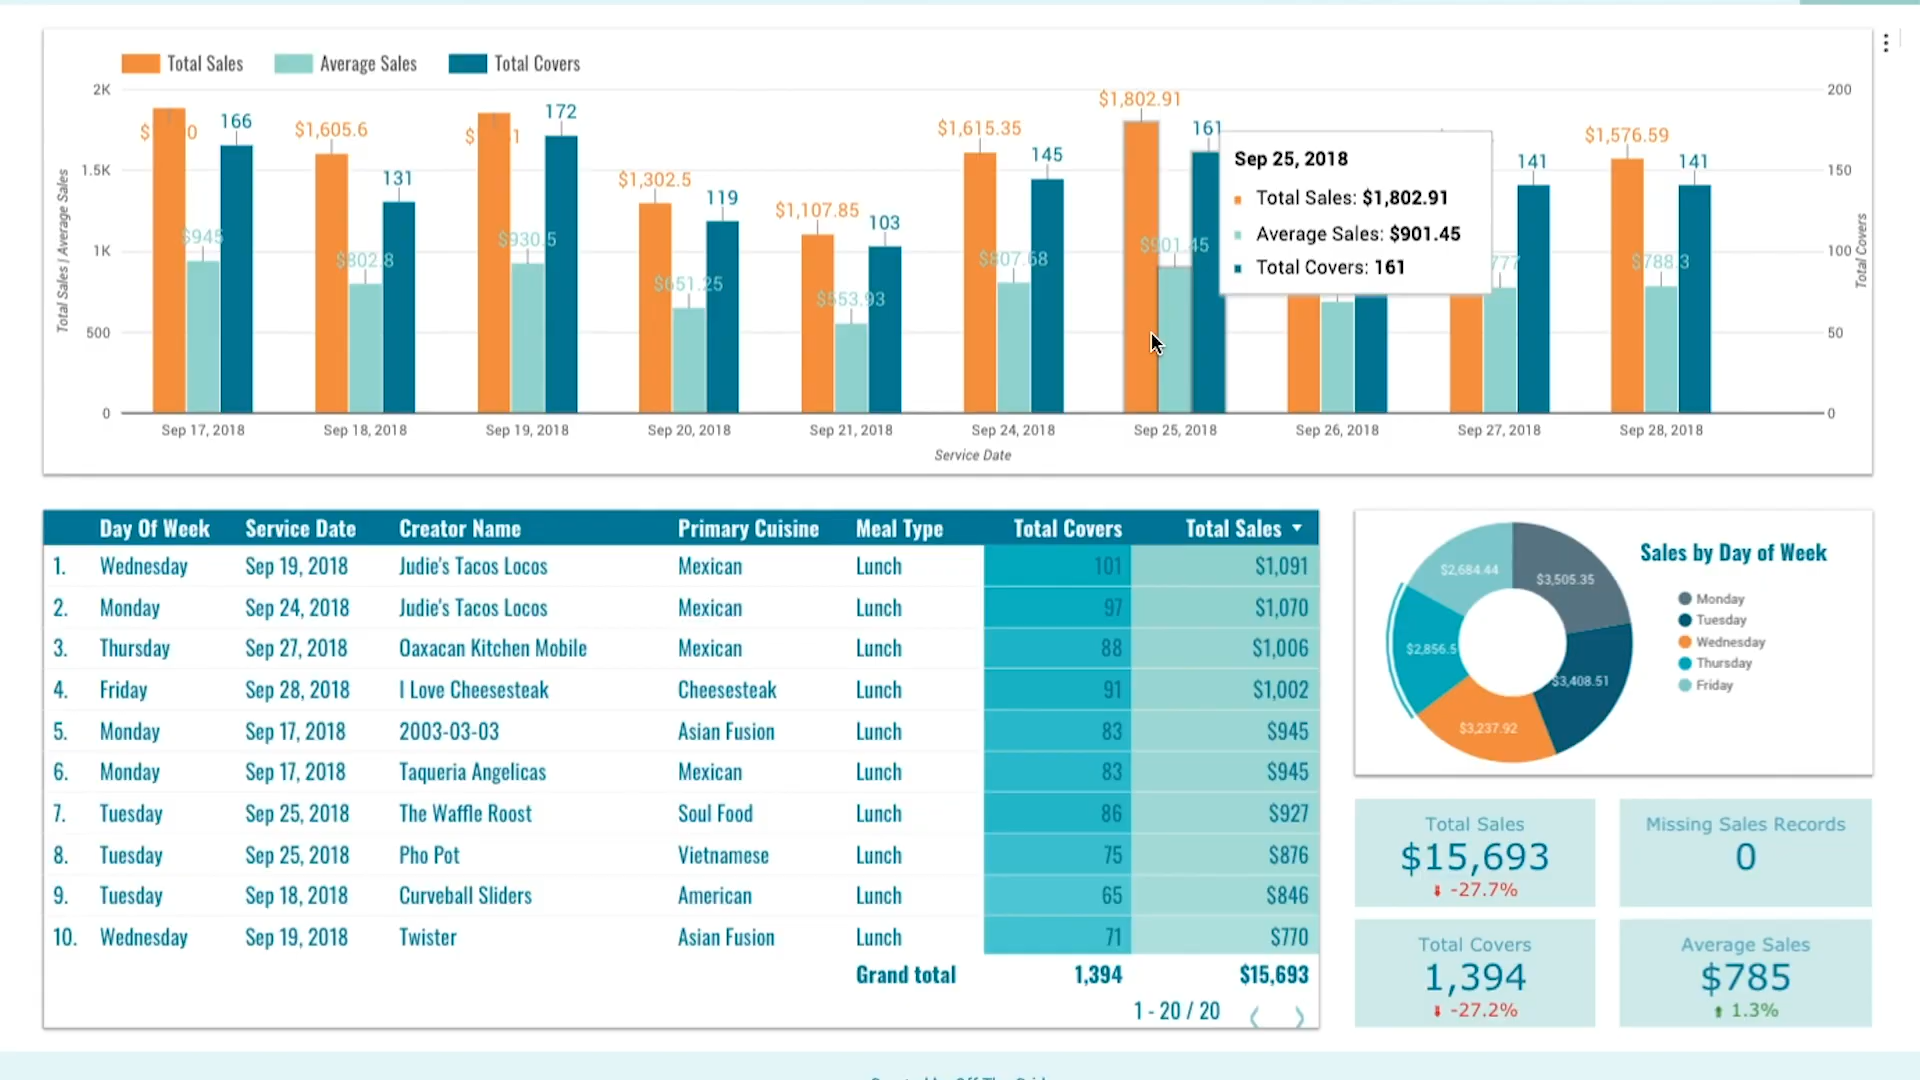 Total Sales Average Sales Total Covers
2K 200
1.5K 150
1K 100
500 50
0 0
Total Sales | Average Sales
Total Covers
166
$945
Sep 17, 2018
$1,605.6
131
$802.8
Sep 18, 2018
172
$930.5
Sep 19, 2018
$1,302.5
119
$651.25
Sep 20, 2018
$1,107.85
103
$553.93
Sep 21, 2018
$1,615.35
145
$807.68
Sep 24, 2018
$1,802.91
161
$901.45
Sep 25, 2018
Sep 25, 2018
Total Sales: $1,802.91
Average Sales: $901.45
Total Covers: 161
Sep 26, 2018
141
777
Sep 27, 2018
$1,576.59
141
$788.3
Sep 28, 2018
Service Date
Day Of Week Service Date Creator Name Primary Cuisine Meal Type Total Covers Total Sales
1. Wednesday Sep 19, 2018 Judie's Tacos Locos Mexican Lunch 101 $1,091
2. Monday Sep 24, 2018 Judie's Tacos Locos Mexican Lunch 97 $1,070
3. Thursday Sep 27, 2018 Oaxacan Kitchen Mobile Mexican Lunch 88 $1,006
4. Friday Sep 28, 2018 I Love Cheesesteak Cheesesteak Lunch 91 $1,002
5. Monday Sep 17, 2018 2003-03-03 Asian Fusion Lunch 83 $945
6. Monday Sep 17, 2018 Taqueria Angelicas Mexican Lunch 83 $945
7. Tuesday Sep 25, 2018 The Waffle Roost Soul Food Lunch 86 $927
8. Tuesday Sep 25, 2018 Pho Pot Vietnamese Lunch 75 $876
9. Tuesday Sep 18, 2018 Curveball Sliders American Lunch 65 $846
10. Wednesday Sep 19, 2018 Twister Asian Fusion Lunch 71 $770
Grand total 1,394 $15,693
1 - 20 / 20
Sales by Day of Week
$2,684.44
$3,505.35
$2,856.5
$3,408.51
$3,237.92
Monday
Tuesday
Wednesday
Thursday
Friday
Total Sales
$15,693
-27.7%
Missing Sales Records
0
Total Covers
1,394
-27.2%
Average Sales
$785
1.3%